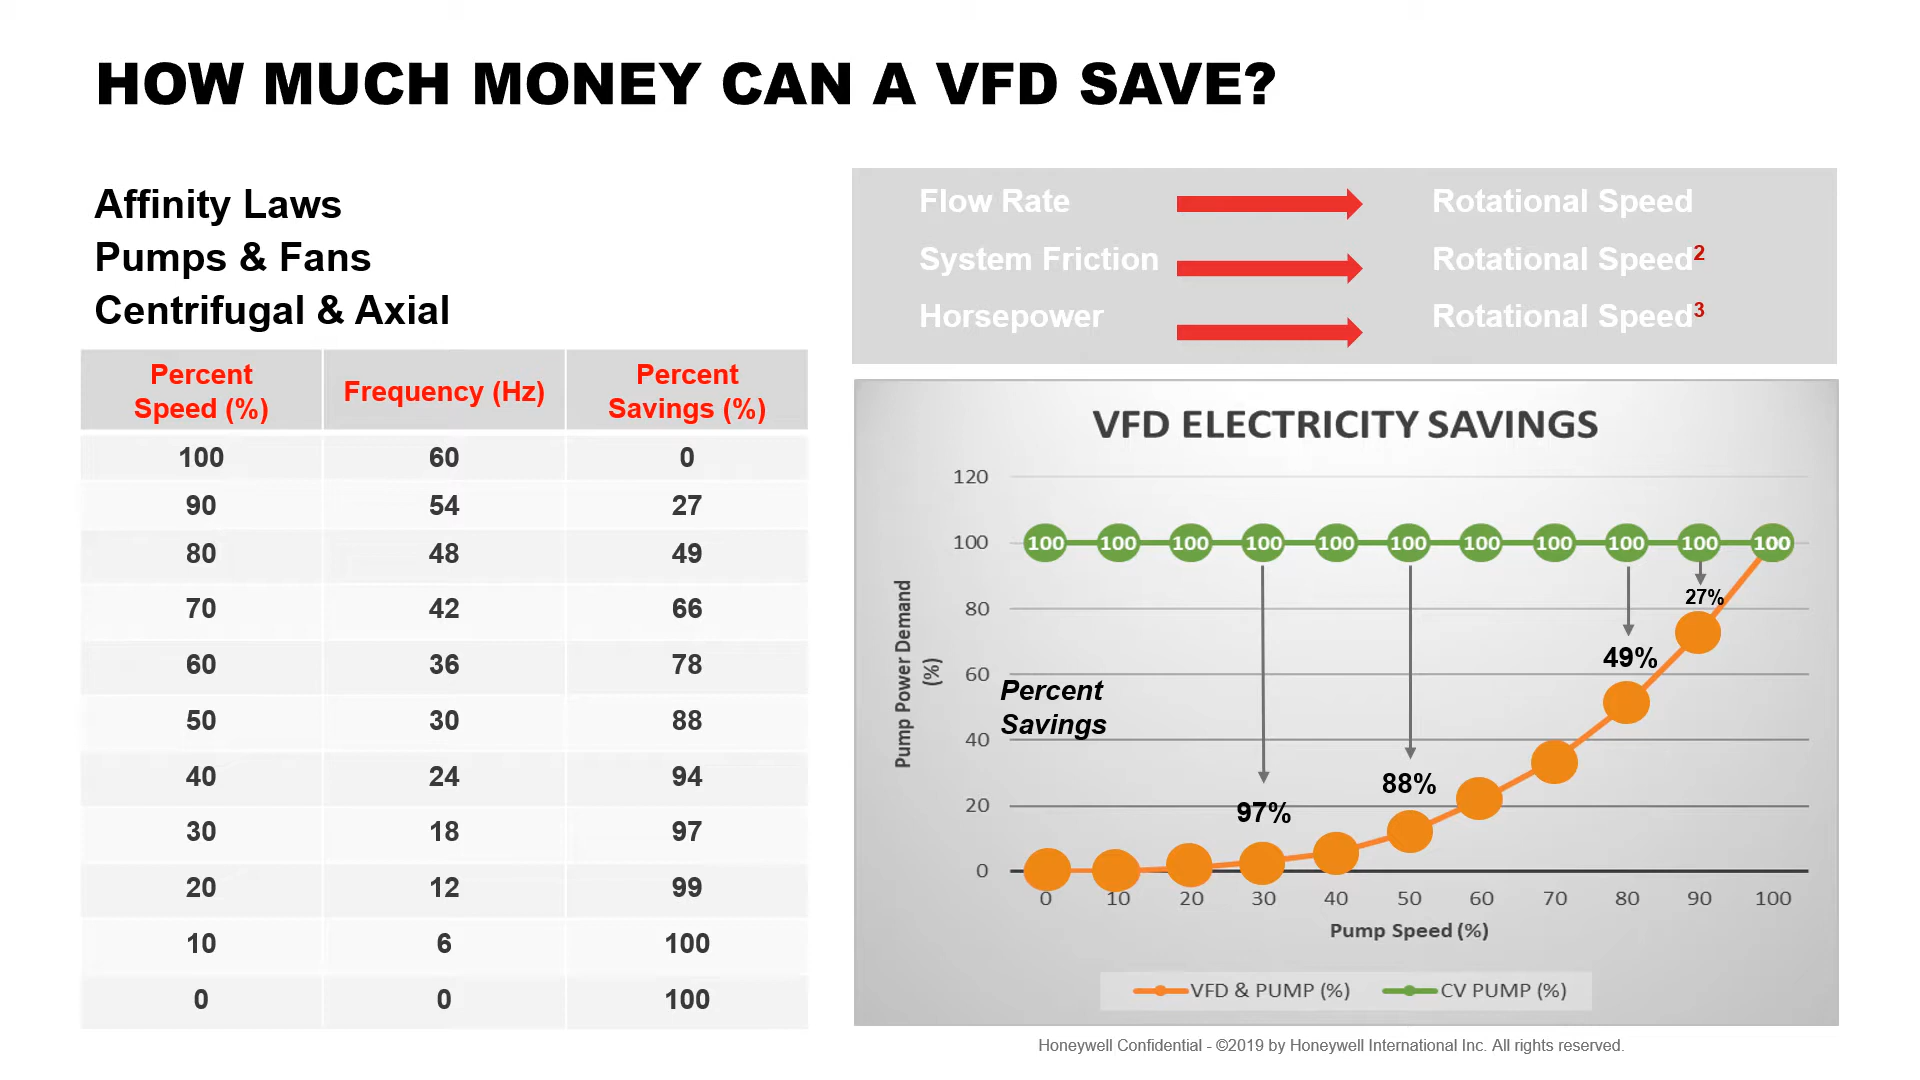 HOW MUCH MONEY CAN A VFD SAVE?
Affinity Laws
Pumps & Fans
Centrifugal & Axial
Flow Rate Rotational Speed
System Friction Rotational Speed2
Horsepower Rotational Speed3
Percent Speed (%) Frequency (Hz) Percent Savings (%)
100 60 0
90 54 27
80 48 49
70 42 66
60 36 78
50 30 88
40 24 94
30 18 97
20 12 99
10 6 100
0 0 100
VFD ELECTRICITY SAVINGS
Pump Power Demand
(%)
120
100
80
60
40
20
0
100 100 100 100 100 100 100 100 100 100 100
27%
49%
Percent
Savings
88%
97%
0 10 20 30 40 50 60 70 80 90 100
Pump Speed (%)
VFD & PUMP (%) CV PUMP (%)
Honeywell Confidential - ©2019 by Honeywell International Inc. All rights reserved.